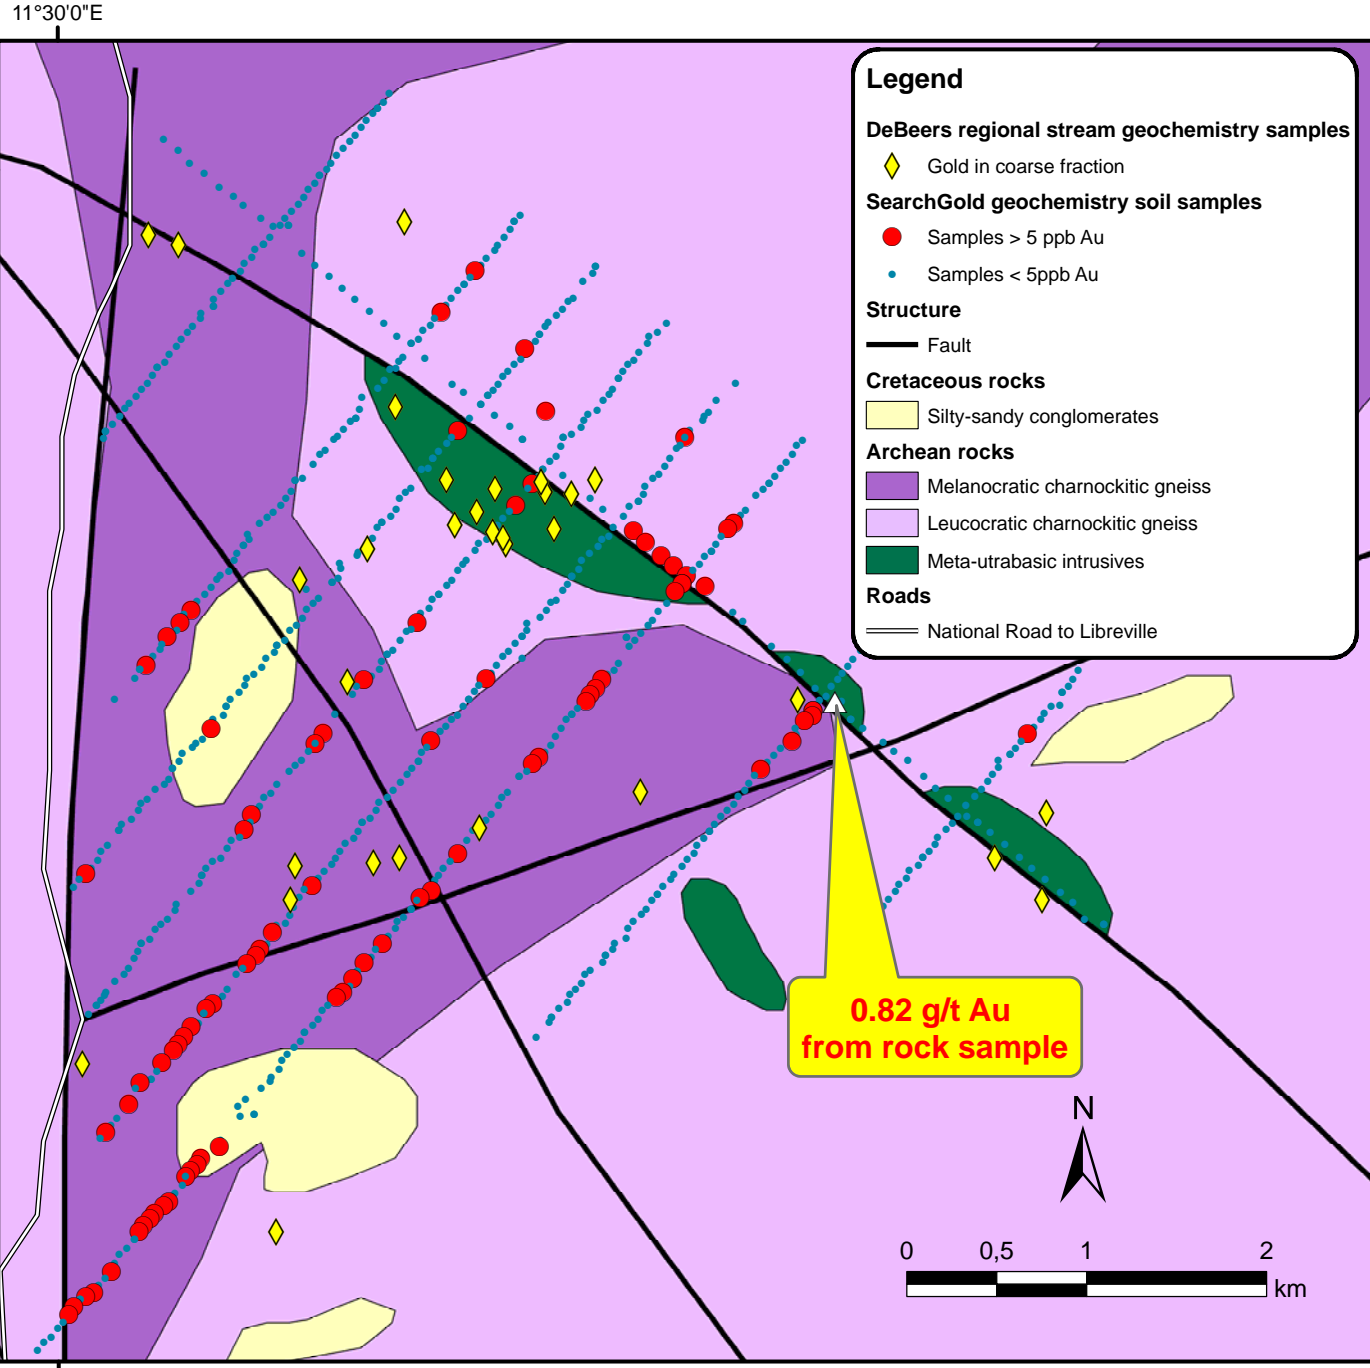 11°30'0"E
Legend
DeBeers regional stream geochemistry samples
Gold in coarse fraction
SearchGold geochemistry soil samples
Samples > 5 ppb Au
Samples < 5ppb Au
Structure
Fault
Cretaceous rocks
Silty-sandy conglomerates
Archean rocks
Melanocratic charnockitic gneiss
Leucocratic charnockitic gneiss
Meta-utrabasic intrusives
Roads
National Road to Libreville
0.82 g/t Au
from rock sample
N
0 0,5 1 2
km